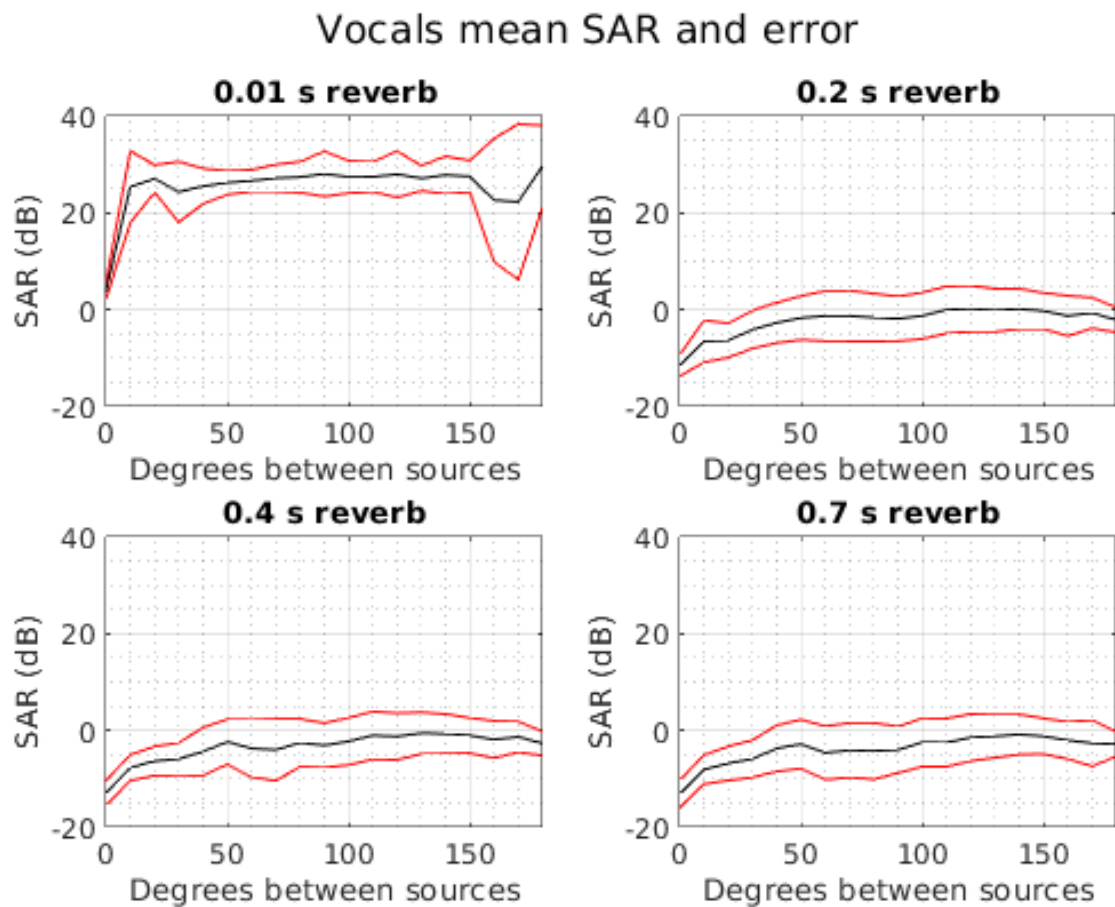 Vocals mean SAR and error
0.01 s reverb
40
20
0
-20
SAR (dB)
0 50 100 150
Degrees between sources
0.2 s reverb
40
20
0
-20
SAR (dB)
0 50 100 150
Degrees between sources
0.4 s reverb
40
20
0
-20
SAR (dB)
0 50 100 150
Degrees between sources
0.7 s reverb
40
20
0
-20
SAR (dB)
0 50 100 150
Degrees between sources